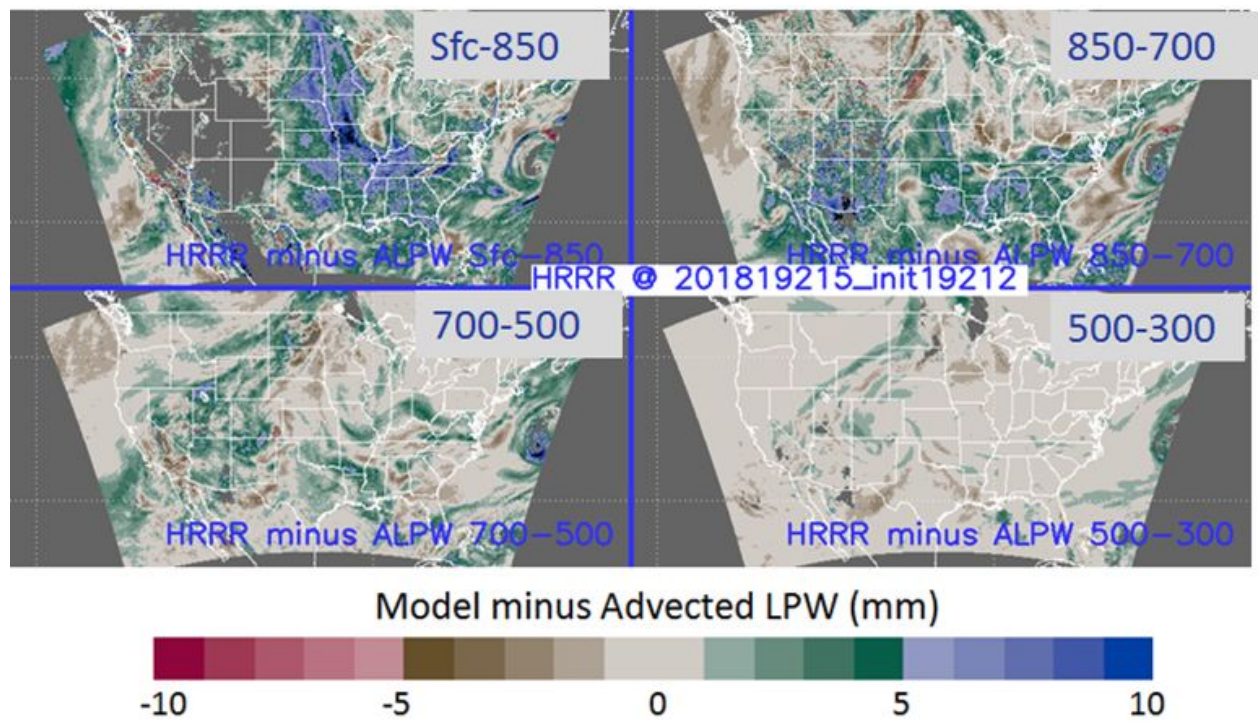 Sfc-850
850-700
HRRR minus ALPW Sfc-850
HRRR minus ALPW 850-700
HRRR @ 201819215_init19212
700-500
500-300
HRRR minus ALPW 700-500
HRRR minus ALPW 500-300
Model minus Advected LPW (mm)
-10 -5 0 5 10